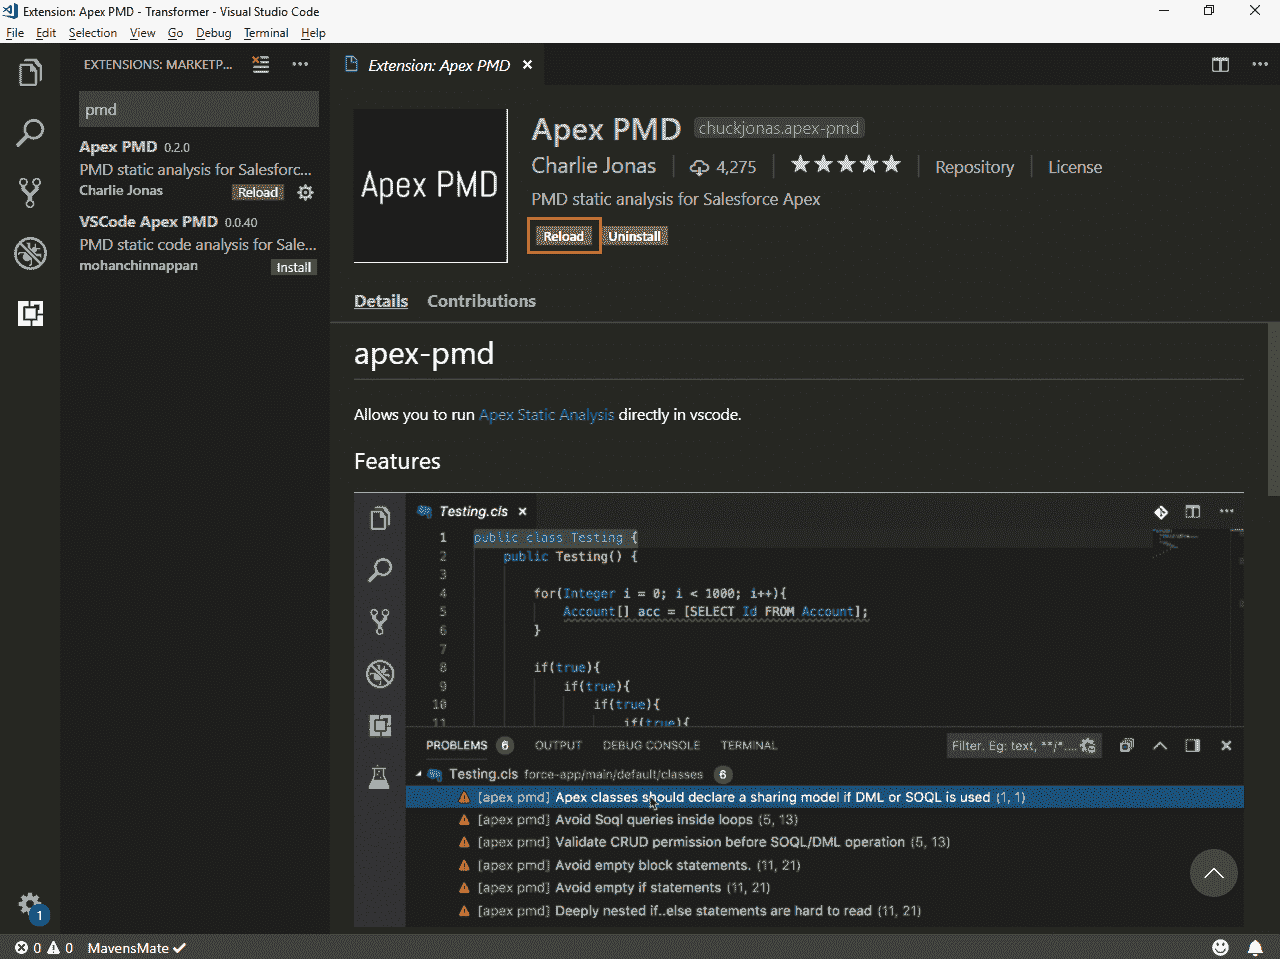 Extension: Apex PMD - Transformer - Visual Studio Code
File Edit Selection View Go Debug Terminal Help
EXTENSIONS: MARKETP...
pmd
Apex PMD 0.2.0
PMD static analysis for Salesforc...
Charlie Jonas Reload
VSCode Apex PMD 0.0.40
PMD static code analysis for Sale...
mohanchinnappan Install
Extension: Apex PMD
Apex PMD
Apex PMD chuckjonas.apex-pmd
Charlie Jonas 4,275 Repository License
PMD static analysis for Salesforce Apex
Reload Uninstall
Details Contributions
apex-pmd
Allows you to run Apex Static Analysis directly in vscode.
Features
Testing.cls
1 public class Testing {
2 public Testing() {
3
4 for(Integer i = 0; i < 1000; i++){
5 Account[] acc = [SELECT Id FROM Account];
6 }
7
8 if(true){
9 if(true){
10 if(true){
11 if(true){
PROBLEMS 6 OUTPUT DEBUG CONSOLE TERMINAL Filter. Eg: text, **/*....
Testing.cls force-app/main/default/classes 6
[apex pmd] Apex classes should declare a sharing model if DML or SOQL is used (1, 1)
[apex pmd] Avoid Soql queries inside loops (5, 13)
[apex pmd] Validate CRUD permission before SOQL/DML operation (5, 13)
[apex pmd] Avoid empty block statements. (11, 21)
[apex pmd] Avoid empty if statements (11, 21)
[apex pmd] Deeply nested if..else statements are hard to read (11, 21)
1
0 0 MavensMate